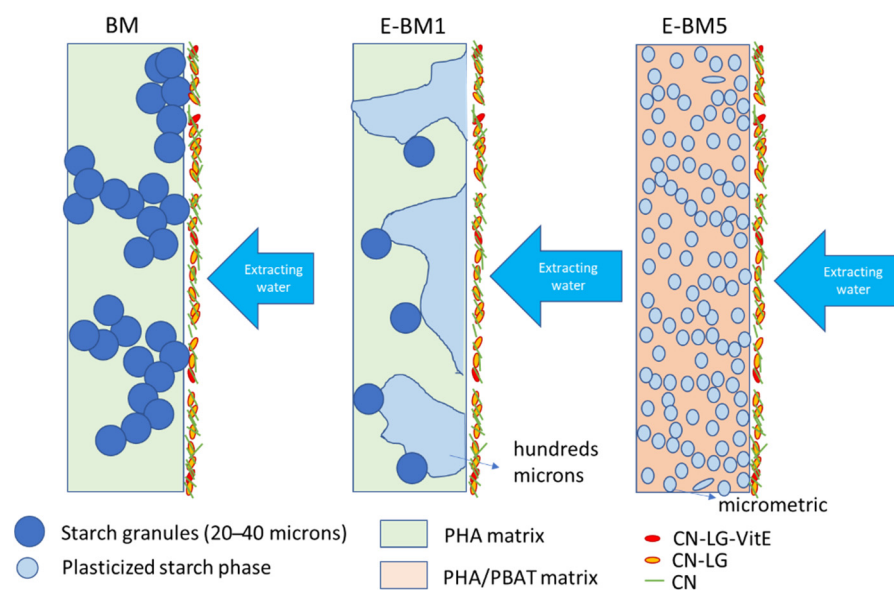 BM
E-BM1
E-BM5
Extracting
water
Extracting
water
Extracting
water
hundreds
microns
micrometric
Starch granules (20–40 microns)
Plasticized starch phase
PHA matrix
PHA/PBAT matrix
CN-LG-VitE
CN-LG
CN